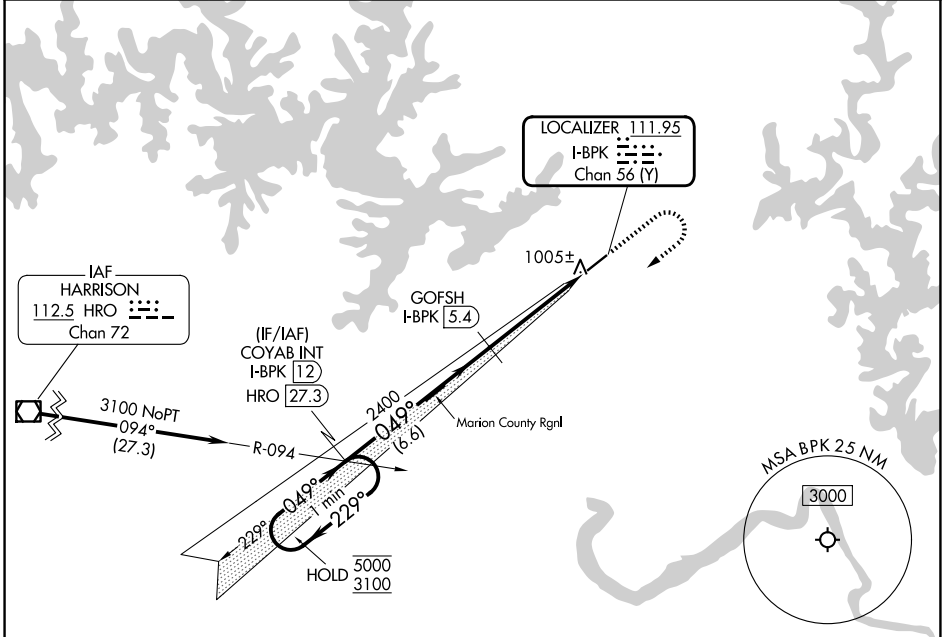 LOCALIZER 111.95
I-BPK
Chan 56 (Y)
1005±
IAF
HARRISON
112.5 HRO
Chan 72
GOFSH
I-BPK 5.4
(IF/IAF)
COYAB INT
I-BPK 12
HRO 27.3
3100 NoPT
094°
(27.3)
R-094
2400
049°
(6.6)
Marion County Rgnl
049°
1 min
229°
229°
HOLD 5000
3100
MSA BPK 25 NM
3000